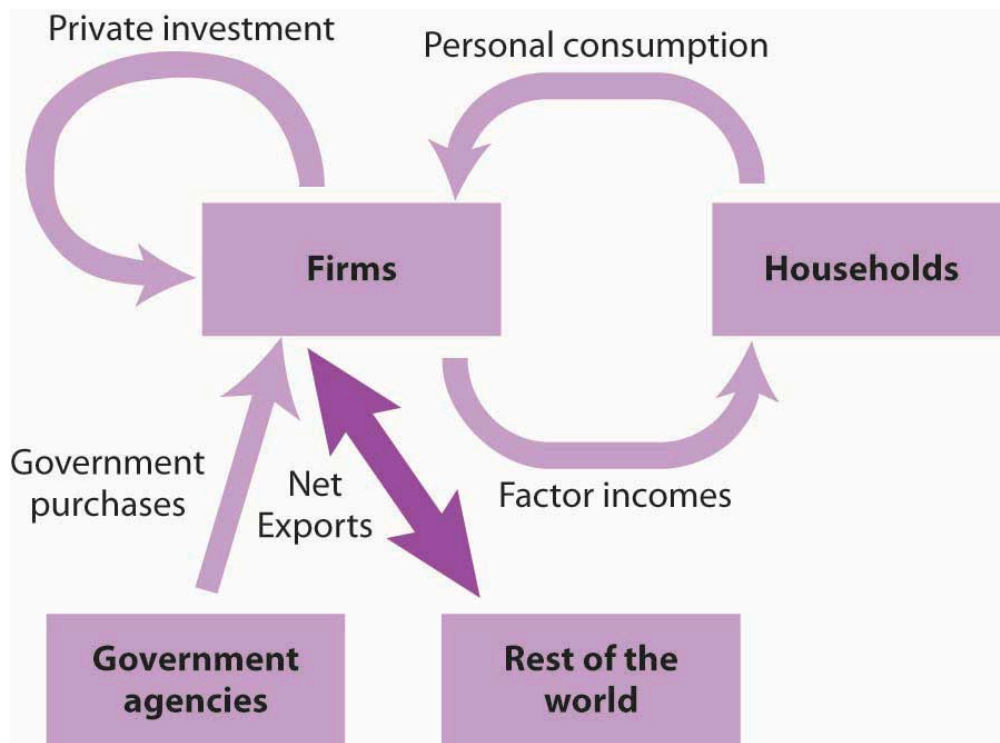 Private investment
Personal consumption
Firms
Households
Government
purchases
Net
Exports
Factor incomes
Government
agencies
Rest of the
world